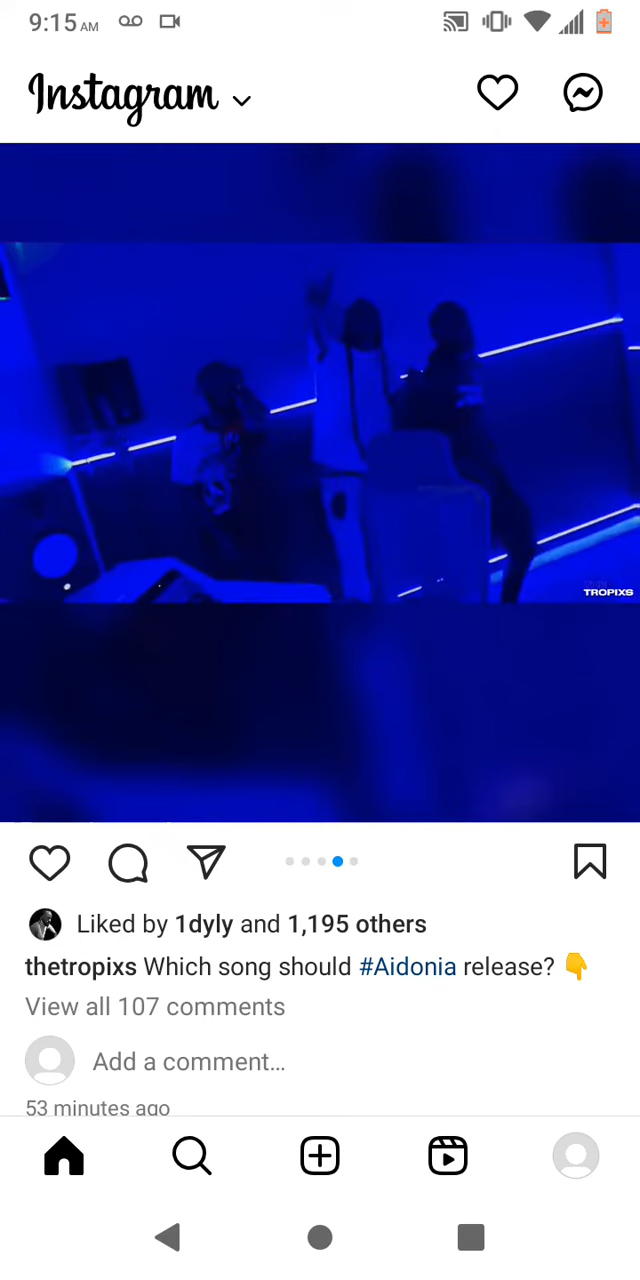 9:15 AM
Instagram
TROPIXS
Liked by 1dyly and 1,195 others
thetropixs Which song should #Aidonia release? 👇
View all 107 comments
Add a comment...
53 minutes ago